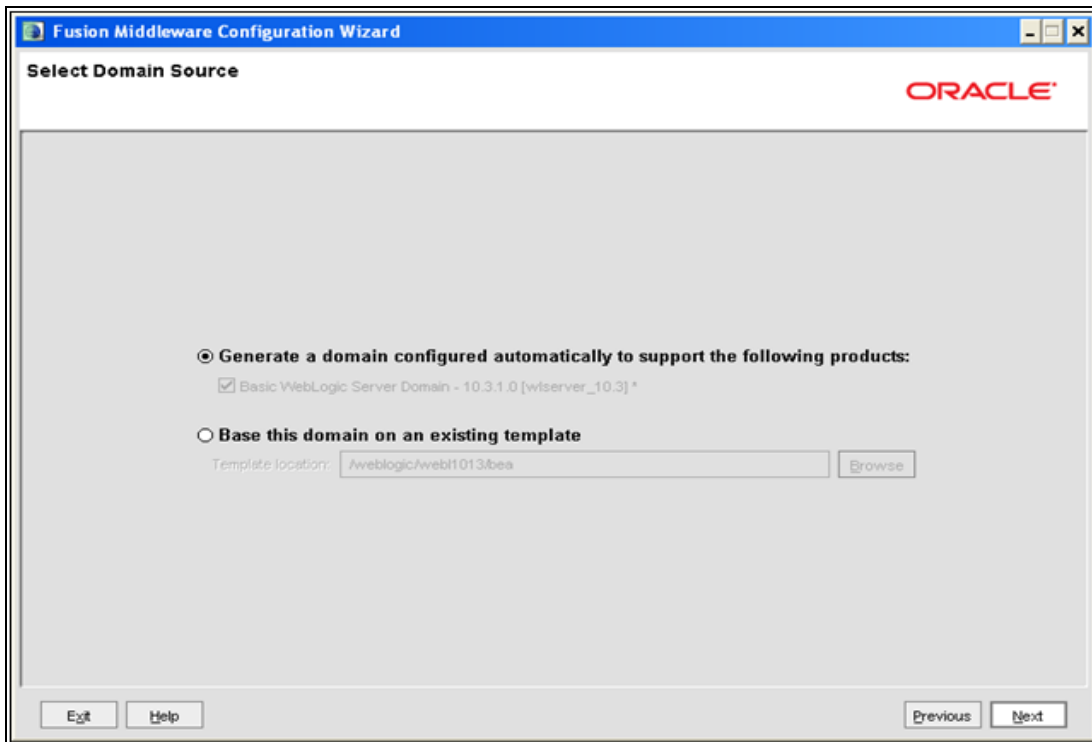 Fusion Middleware Configuration Wizard
Select Domain Source
ORACLE
Generate a domain configured automatically to support the following products:
Basic WebLogic Server Domain - 10.3.1.0 [wlserver_10.3] *
Base this domain on an existing template
Template location: /weblogic/webl1013/bea Browse
Exit Help Previous Next